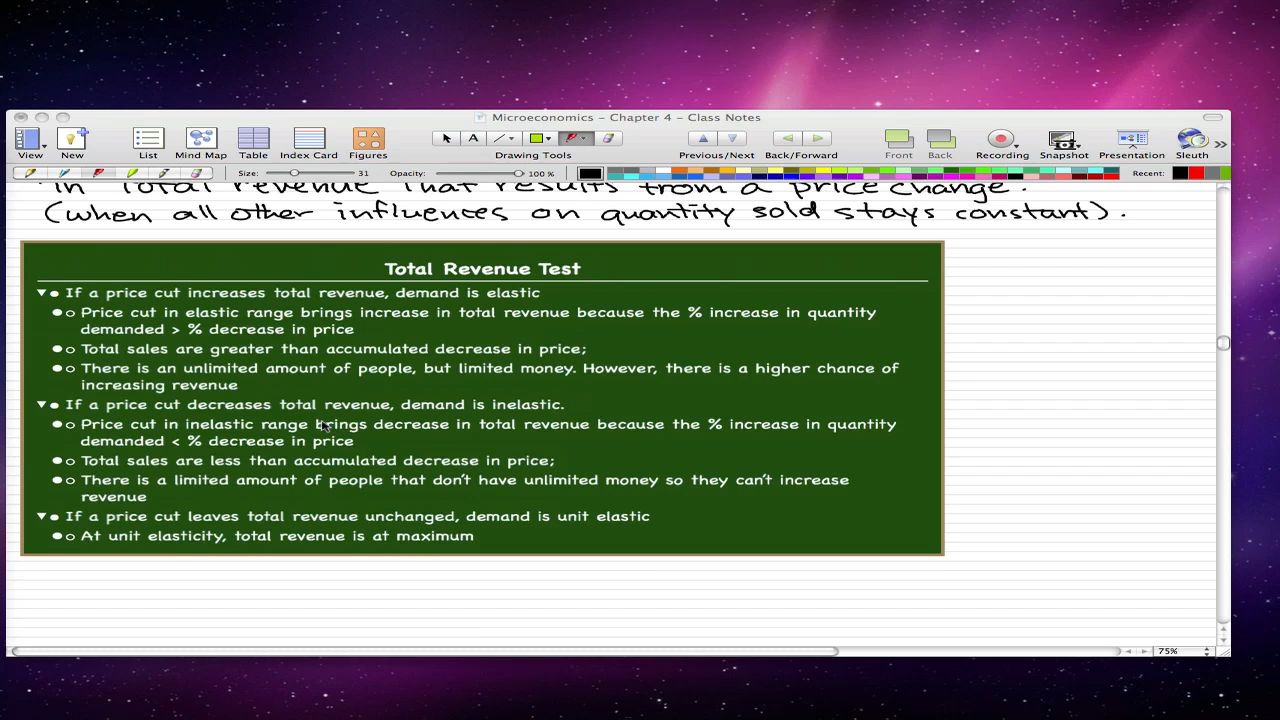 Microeconomics – Chapter 4 – Class Notes
View New List Mind Map Table Index Card Figures Drawing Tools Previous/Next Back/Forward Front Back Recording Snapshot Presentation Sleuth
A
Size: 31 Opacity: 100 % Recent:
in Total revenue that results from a price change.
(when all other influences on quantity sold stays constant).
Total Revenue Test
If a price cut increases total revenue, demand is elastic
Price cut in elastic range brings increase in total revenue because the % increase in quantity
demanded > % decrease in price
Total sales are greater than accumulated decrease in price;
There is an unlimited amount of people, but limited money. However, there is a higher chance of
increasing revenue
If a price cut decreases total revenue, demand is inelastic.
Price cut in inelastic range brings decrease in total revenue because the % increase in quantity
demanded < % decrease in price
Total sales are less than accumulated decrease in price;
There is a limited amount of people that don't have unlimited money so they can't increase
revenue
If a price cut leaves total revenue unchanged, demand is unit elastic
At unit elasticity, total revenue is at maximum
75%